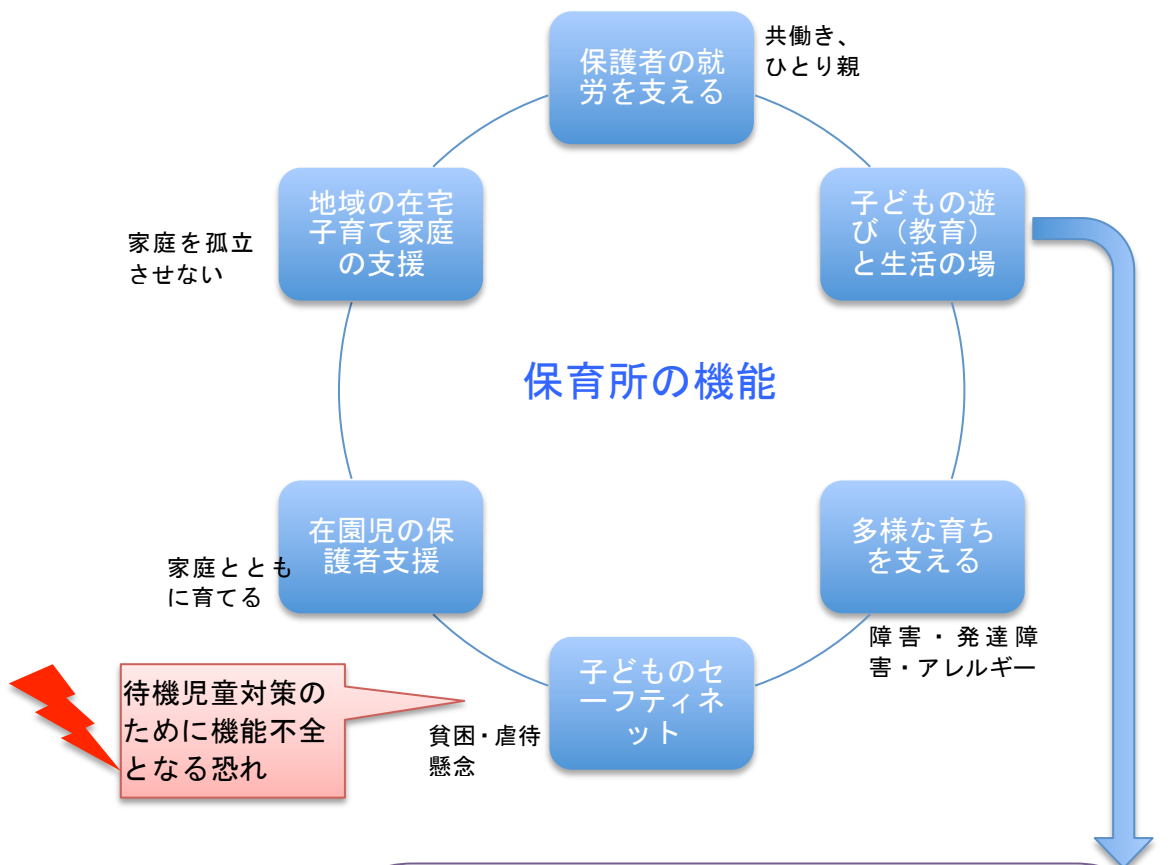 保護者の就
労を支える
共働き、
ひとり親
地域の在宅
子育て家庭
の支援
家庭を孤立
させない
子どもの遊
び（教育）
と生活の場
保育所の機能
在園児の保
護者支援
家庭ととも
に育てる
多様な育ち
を支える
障害・発達障
害・アレルギー
子どものセ
ーフティネ
ット
貧困・虐待
懸念
待機児童対策の
ために機能不全
となる恐れ